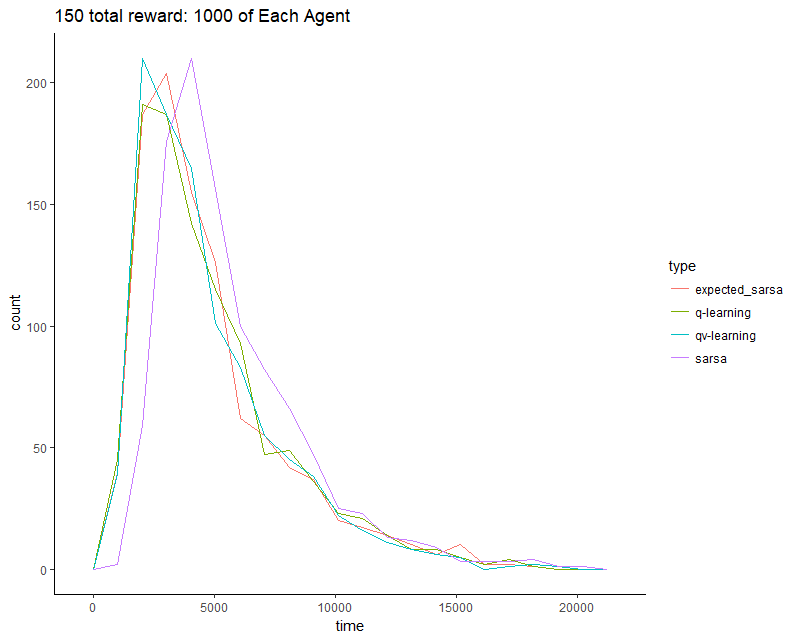 150 total reward: 1000 of Each Agent
200
150
100
50
0
count
0 5000 10000 15000 20000
time
type
expected_sarsa
q-learning
qv-learning
sarsa